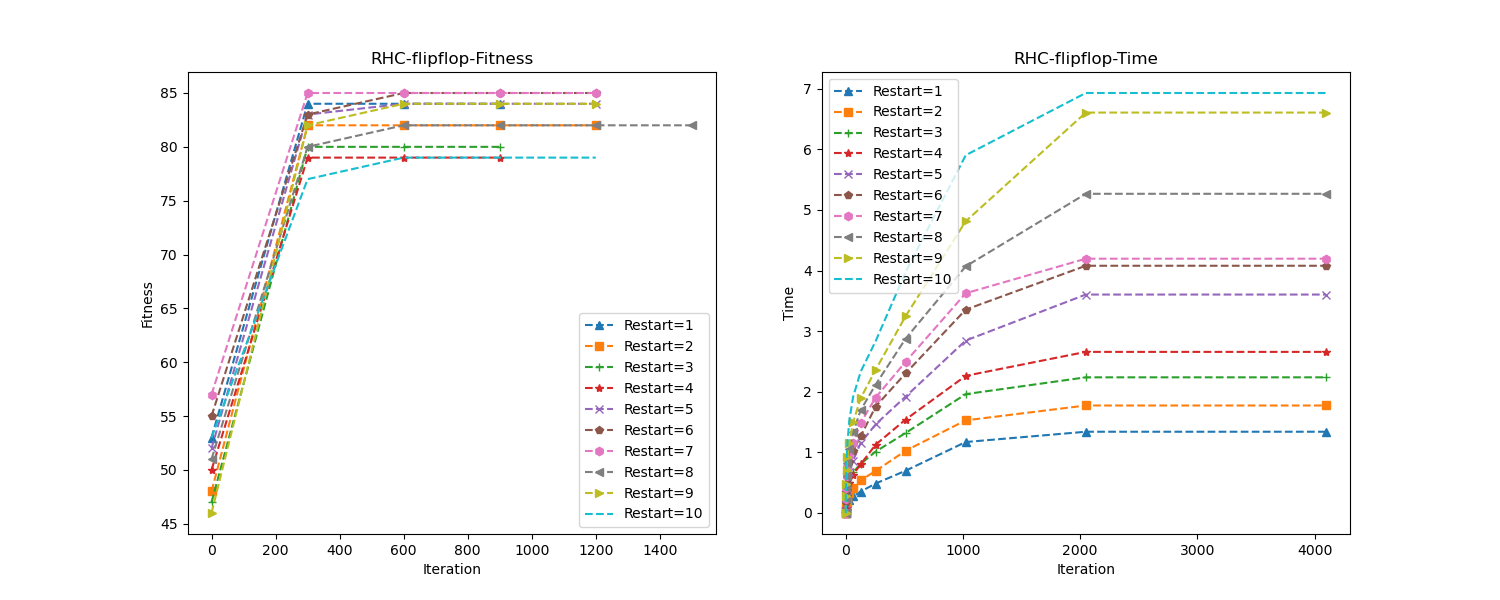 RHC-flipflop-Fitness
Fitness
85
80
75
70
65
60
55
50
45
0
200
400
600
800
1000
1200
1400
Iteration
Restart=1
Restart=2
Restart=3
Restart=4
Restart=5
Restart=6
Restart=7
Restart=8
Restart=9
Restart=10
RHC-flipflop-Time
Time
7
6
5
4
3
2
1
0
0
1000
2000
3000
4000
Iteration
Restart=1
Restart=2
Restart=3
Restart=4
Restart=5
Restart=6
Restart=7
Restart=8
Restart=9
Restart=10